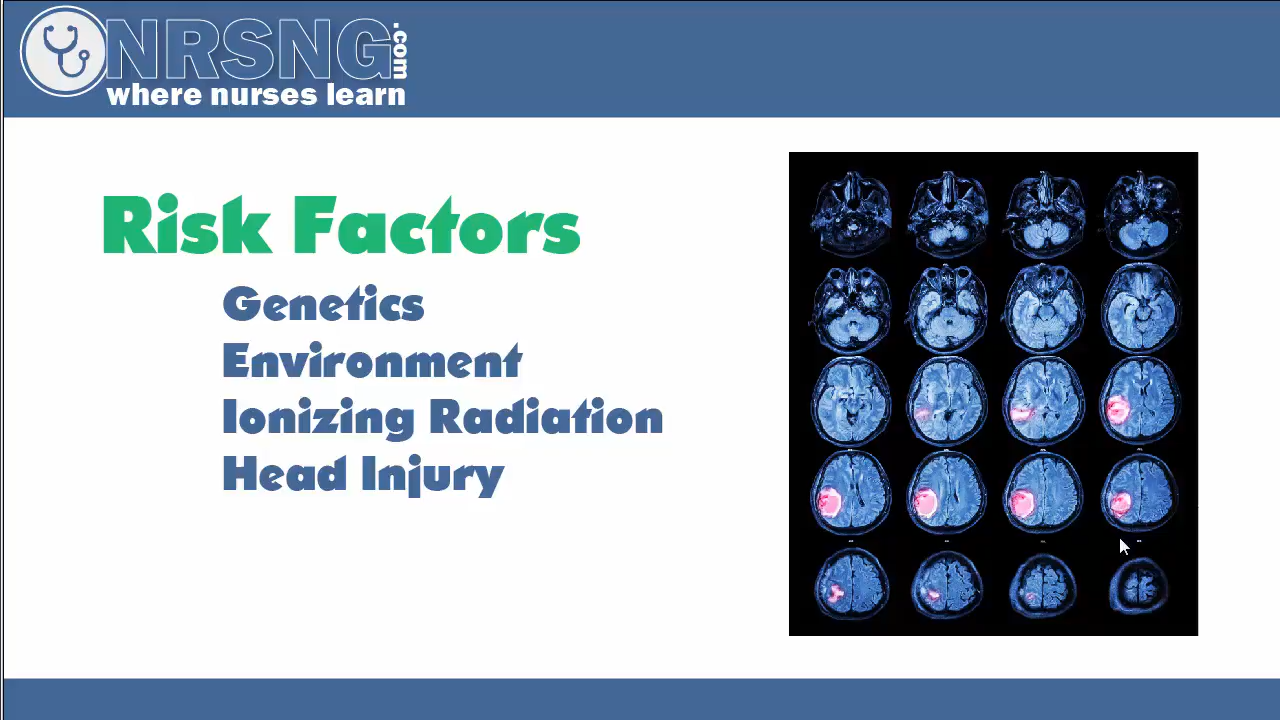 NRSNG.com
where nurses learn
Risk Factors
Genetics
Environment
Ionizing Radiation
Head Injury